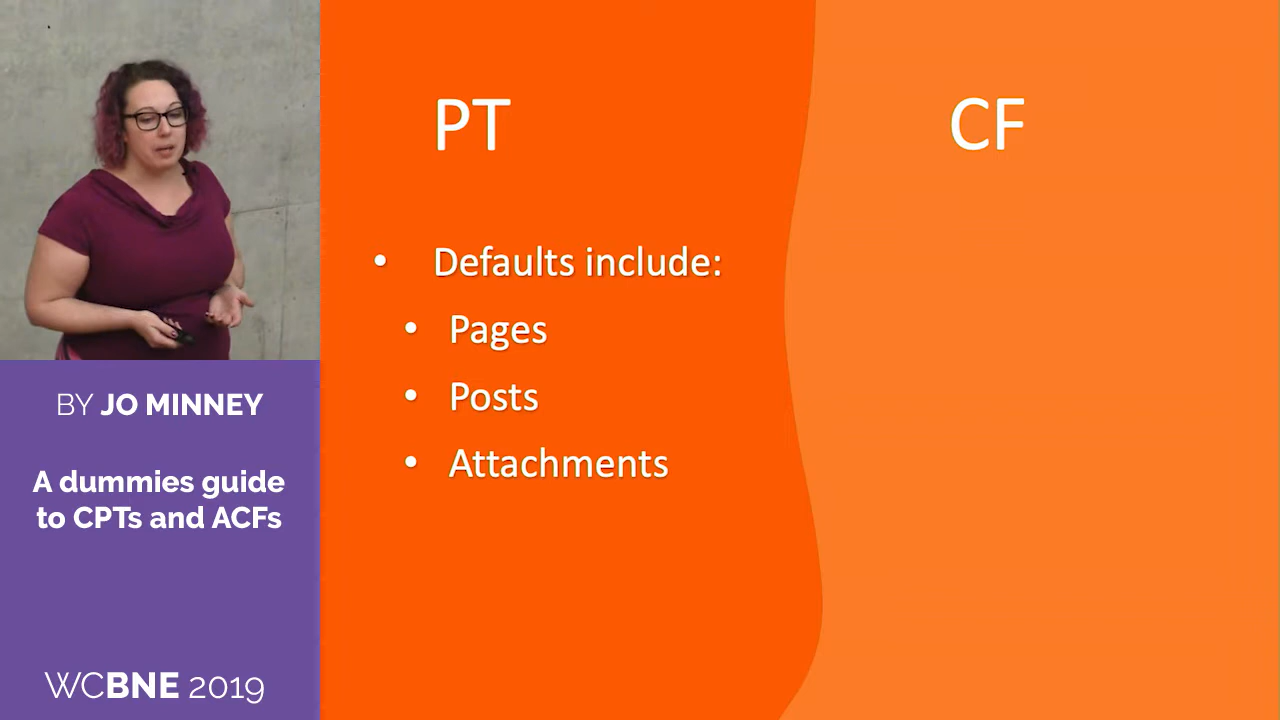 BY JO MINNEY
A dummies guide
to CPTs and ACFs
WCBNE 2019
PT
• Defaults include:
• Pages
• Posts
• Attachments
CF